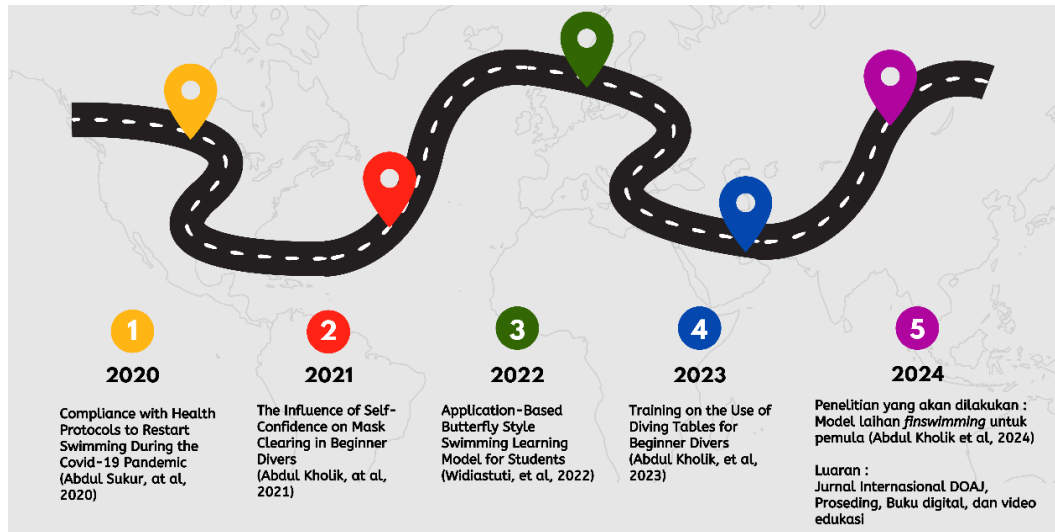 1
2020
Compliance with Health
Protocols to Restart
Swimming During the
Covid-19 Pandemic
(Abdul Sukur, at al,
2020)
2
2021
The Influence of Self-
Confidence on Mask
Clearing in Beginner
Divers
(Abdul Kholik, at al,
2021)
3
2022
Application-Based
Butterfly Style
Swimming Learning
Model for Students
(Widiastuti, et al, 2022)
4
2023
Training on the Use of
Diving Tables for
Beginner Divers
(Abdul Kholik, et al,
2023)
5
2024
Penelitian yang akan dilakukan :
Model laihan finswimming untuk
pemula (Abdul Kholik et al, 2024)
Luaran :
Jurnal Internasional DOAJ,
Proseding, Buku digital, dan video
edukasi